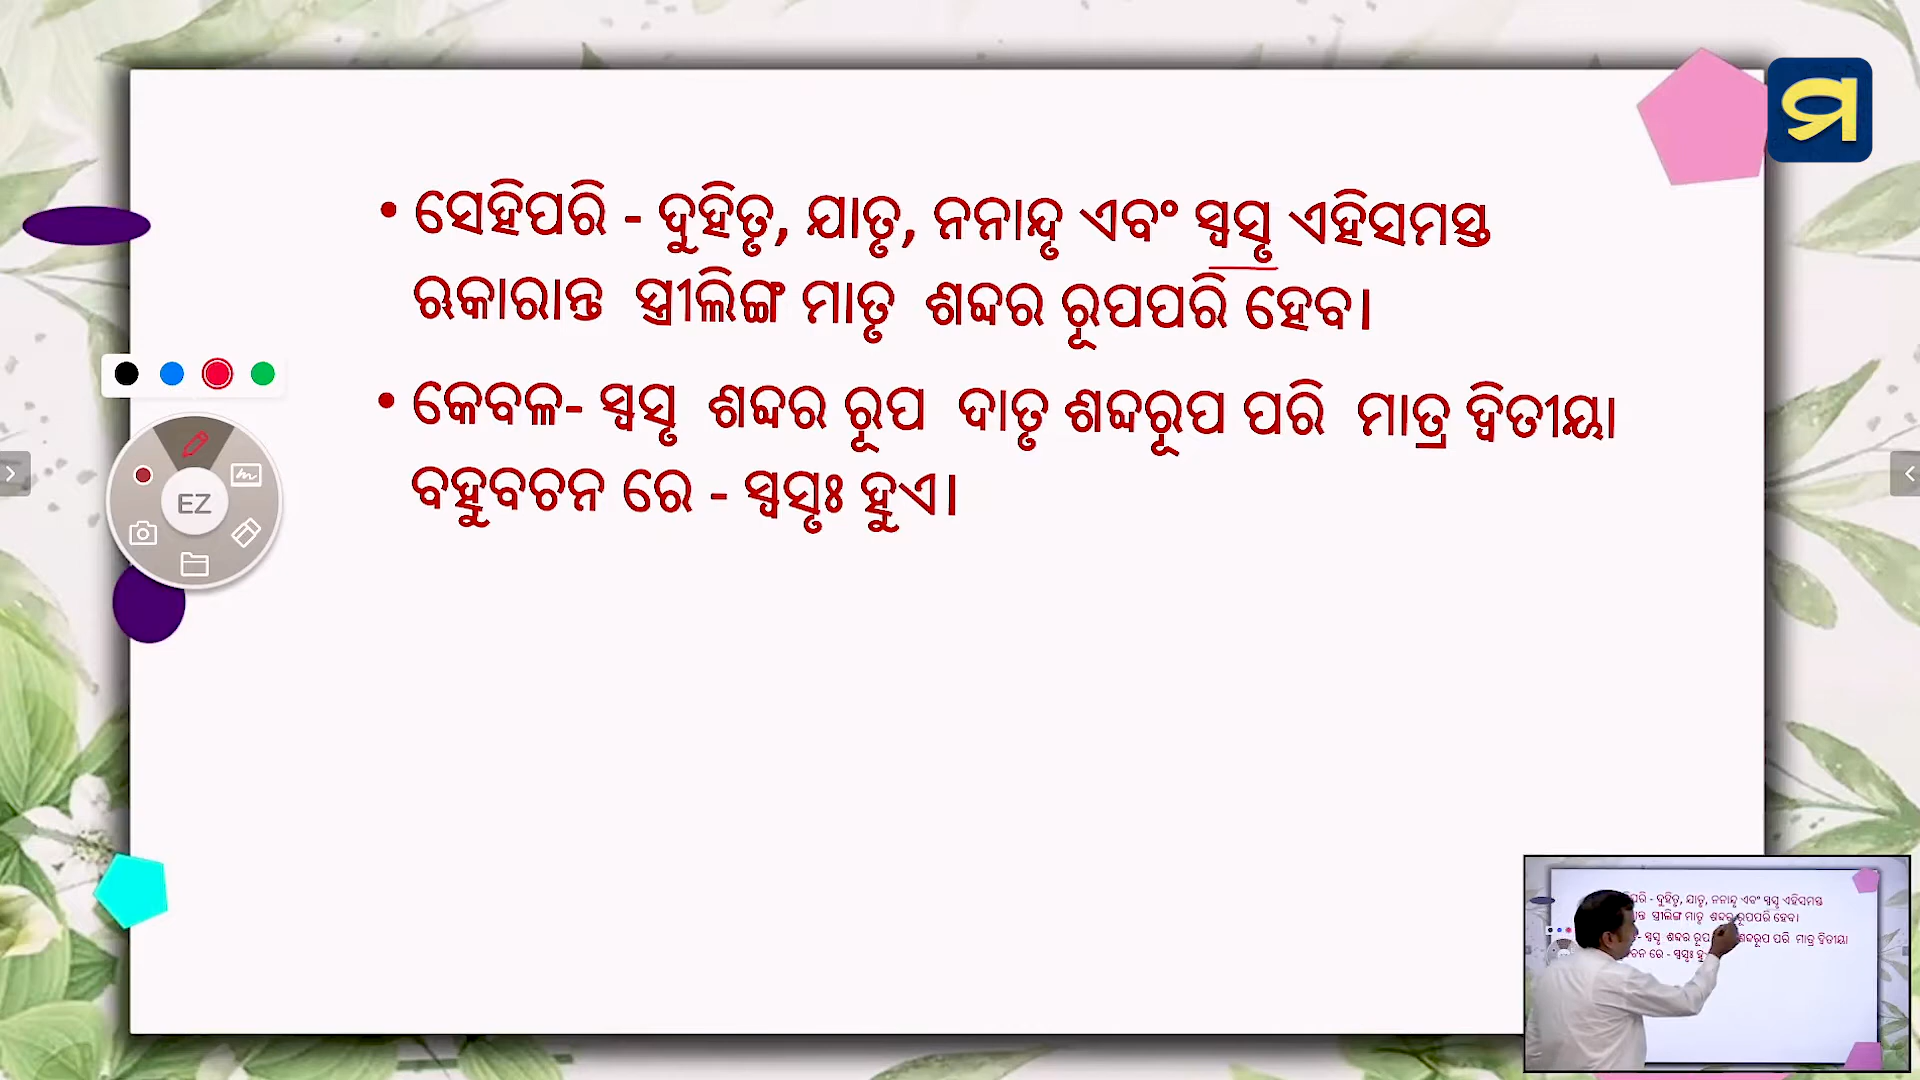 • ସେହିପରି - ଦୁହିତୃ, ଯାତୃ, ନନାନ୍ଦୃ ଏବଂ ସ୍ୱସୃ ଏହିସମସ୍ତ
ଋକାରାନ୍ତ ସ୍ତ୍ରୀଲିଙ୍ଗ ମାତୃ ଶବ୍ଦର ରୂପପରି ହେବ।
• କେବଳ- ସ୍ୱସୃ ଶବ୍ଦର ରୂପ ଦାତୃ ଶବ୍ଦରୂପ ପରି ମାତ୍ର ଦ୍ୱିତୀୟା
ବହୁବଚନ ରେ - ସ୍ୱସୃଃ ହୁଏ।
EZ
ମ